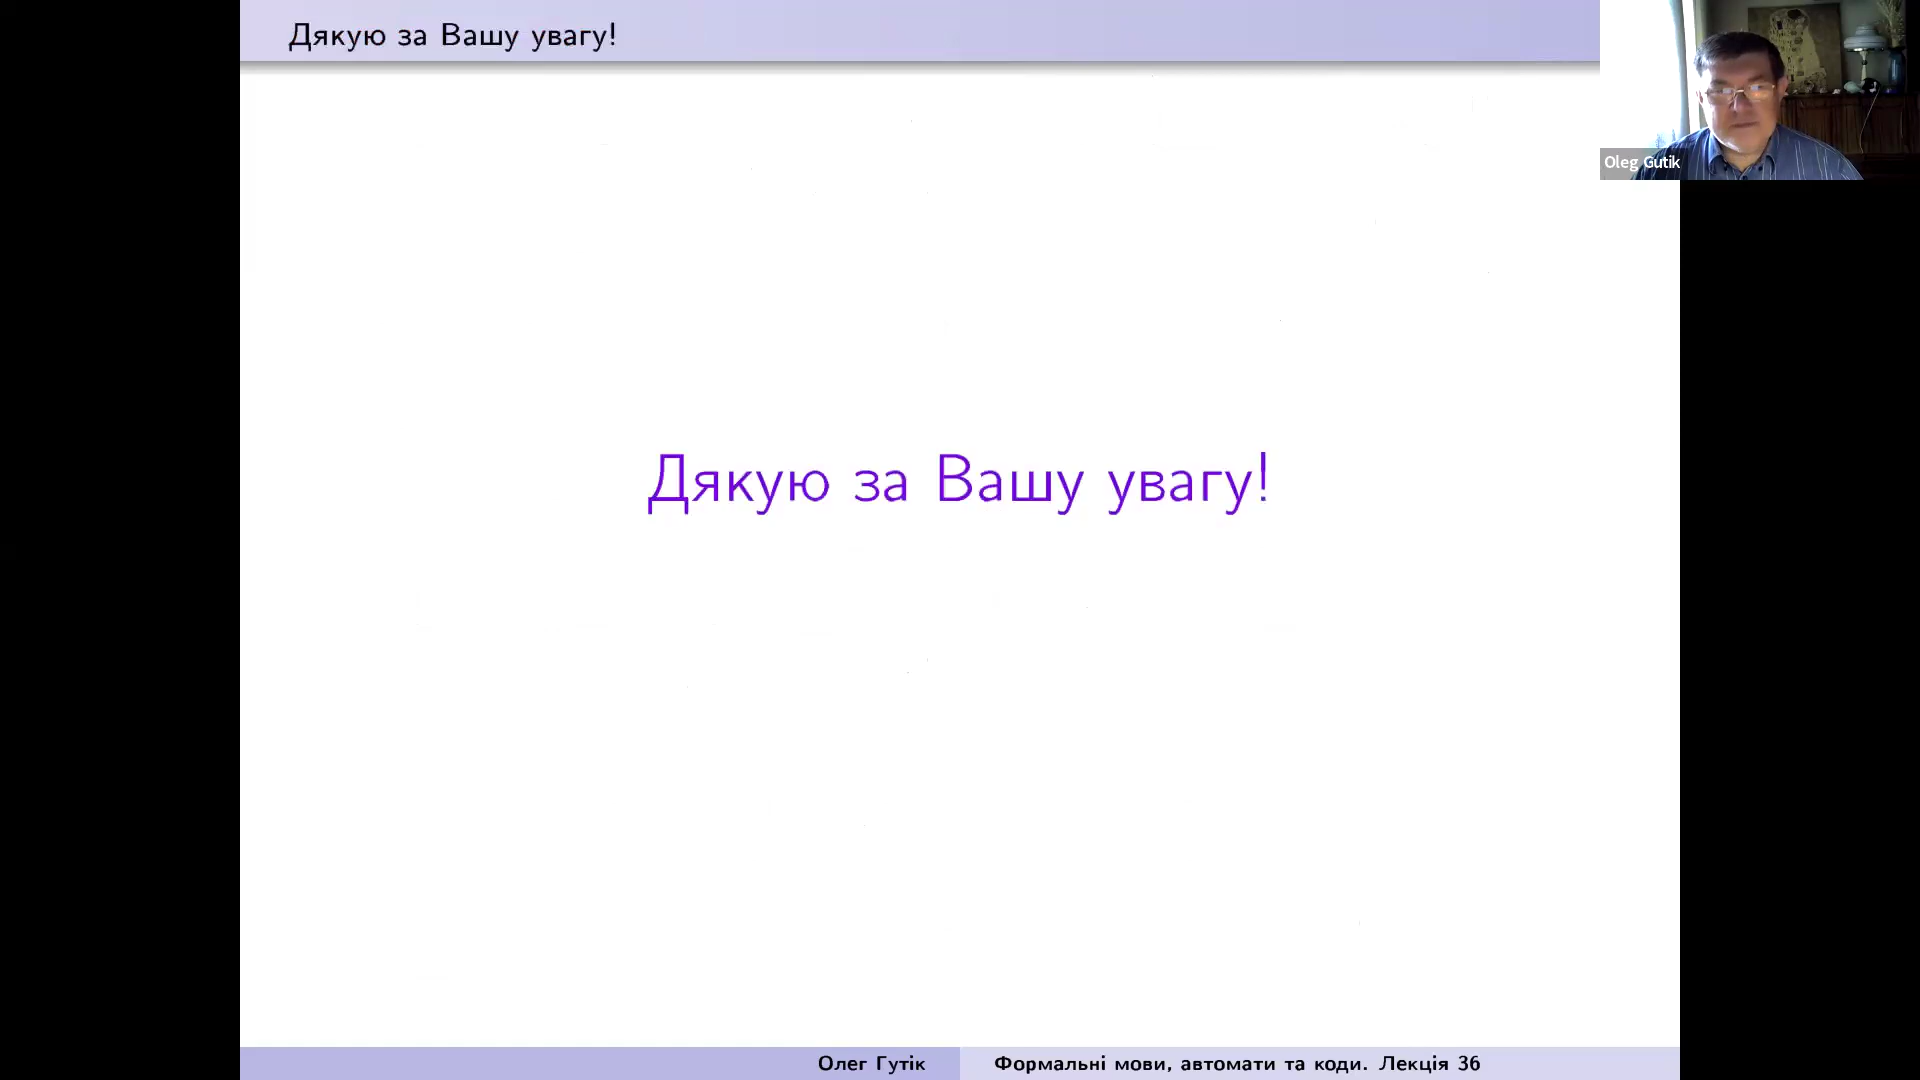 Дякую за Вашу увагу!
Oleg Gutik
Дякую за Вашу увагу!
Олег Гутік
Формальні мови, автомати та коди. Лекція 36